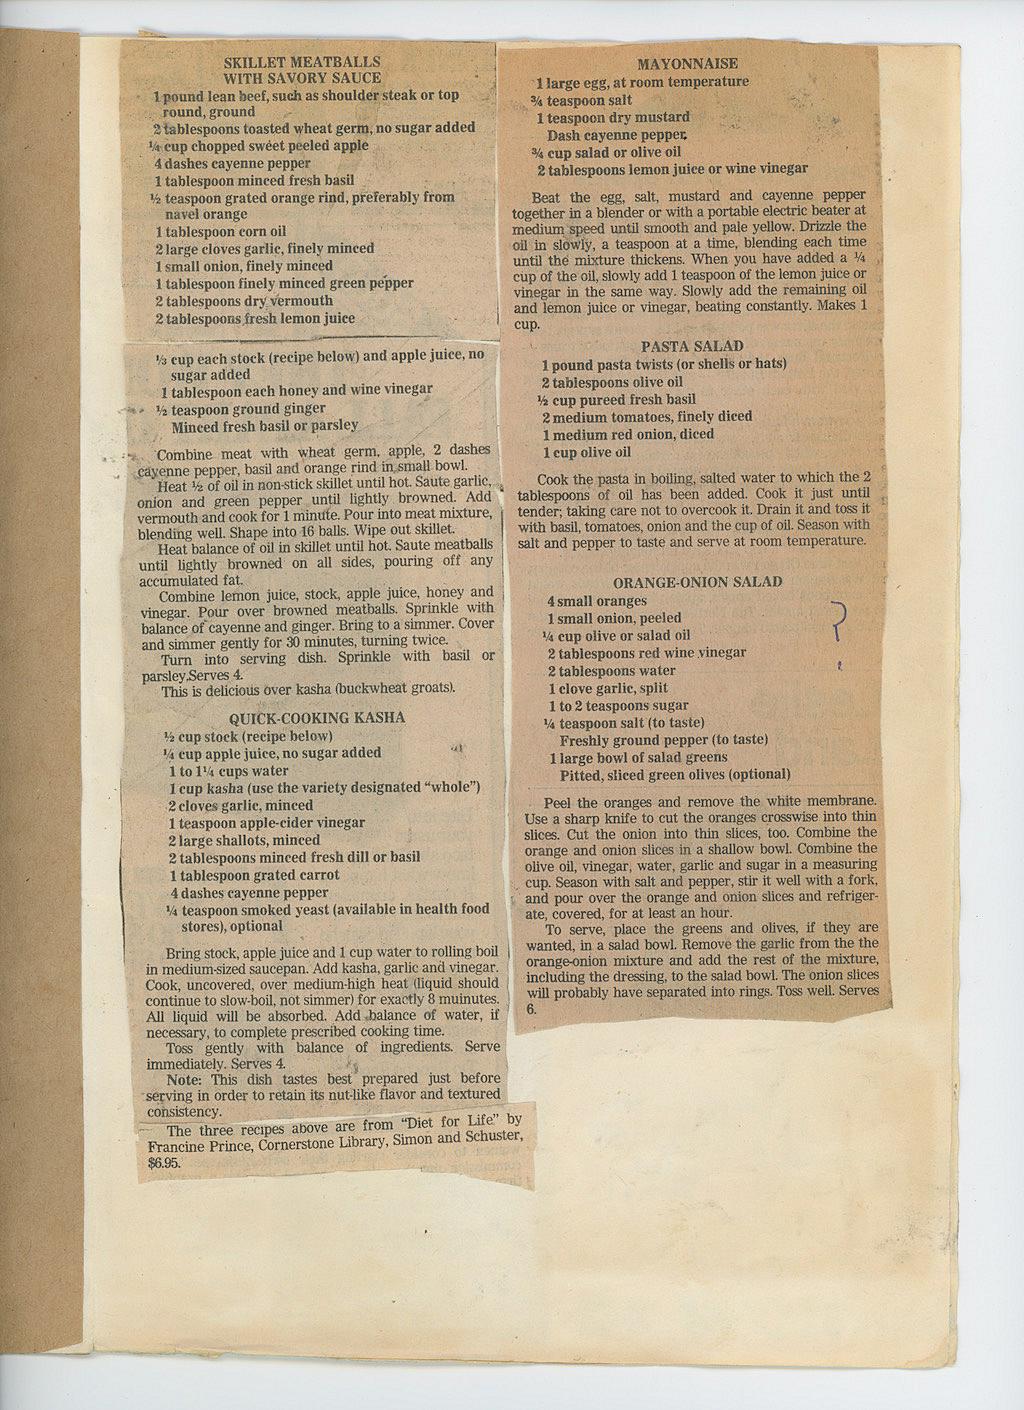 SKILLET MEATBALLS
WITH SAVORY SAUCE
1 pound lean beef, such as shoulder steak or top
round, ground
2 tablespoons toasted wheat germ, no sugar added
¼ cup chopped sweet peeled apple
4 dashes cayenne pepper
1 tablespoon minced fresh basil
½ teaspoon grated orange rind, preferably from
navel orange
1 tablespoon corn oil
2 large cloves garlic, finely minced
1 small onion, finely minced
1 tablespoon finely minced green pepper
2 tablespoons dry vermouth
2 tablespoons fresh lemon juice
⅓ cup each stock (recipe below) and apple juice, no
sugar added
1 tablespoon each honey and wine vinegar
½ teaspoon ground ginger
Minced fresh basil or parsley
Combine meat with wheat germ, apple, 2 dashes
cayenne pepper, basil and orange rind in small bowl.
Heat ½ of oil in non-stick skillet until hot. Saute garlic,
onion and green pepper until lightly browned. Add
vermouth and cook for 1 minute. Pour into meat mixture,
blending well. Shape into 16 balls. Wipe out skillet.
Heat balance of oil in skillet until hot. Saute meatballs
until lightly browned on all sides, pouring off any
accumulated fat.
Combine lemon juice, stock, apple juice, honey and
vinegar. Pour over browned meatballs. Sprinkle with
balance of cayenne and ginger. Bring to a simmer. Cover
and simmer gently for 30 minutes, turning twice.
Turn into serving dish. Sprinkle with basil or
parsley.Serves 4.
This is delicious over kasha (buckwheat groats).
QUICK-COOKING KASHA
½ cup stock (recipe below)
¼ cup apple juice, no sugar added
1 to 1¼ cups water
1 cup kasha (use the variety designated "whole")
2 cloves garlic, minced
1 teaspoon apple-cider vinegar
2 large shallots, minced
2 tablespoons minced fresh dill or basil
1 tablespoon grated carrot
4 dashes cayenne pepper
¼ teaspoon smoked yeast (available in health food
stores), optional
Bring stock, apple juice and 1 cup water to rolling boil
in medium-sized saucepan. Add kasha, garlic and vinegar.
Cook, uncovered, over medium-high heat (liquid should
continue to slow-boil, not simmer) for exactly 8 muinutes.
All liquid will be absorbed. Add balance of water, if
necessary, to complete prescribed cooking time.
Toss gently with balance of ingredients. Serve
immediately. Serves 4.
Note: This dish tastes best prepared just before
serving in order to retain its nut-like flavor and textured
consistency.
The three recipes above are from "Diet for Life" by
Francine Prince, Cornerstone Library, Simon and Schuster,
$6.95.
MAYONNAISE
1 large egg, at room temperature
¾ teaspoon salt
1 teaspoon dry mustard
Dash cayenne pepper.
¾ cup salad or olive oil
2 tablespoons lemon juice or wine vinegar
Beat the egg, salt, mustard and cayenne pepper
together in a blender or with a portable electric beater at
medium speed until smooth and pale yellow. Drizzle the
oil in slowly, a teaspoon at a time, blending each time
until the mixture thickens. When you have added a ¼
cup of the oil, slowly add 1 teaspoon of the lemon juice or
vinegar in the same way. Slowly add the remaining oil
and lemon juice or vinegar, beating constantly. Makes 1
cup.
PASTA SALAD
1 pound pasta twists (or shells or hats)
2 tablespoons olive oil
½ cup pureed fresh basil
2 medium tomatoes, finely diced
1 medium red onion, diced
1 cup olive oil
Cook the pasta in boiling, salted water to which the 2
tablespoons of oil has been added. Cook it just until
tender, taking care not to overcook it. Drain it and toss it
with basil, tomatoes, onion and the cup of oil. Season with
salt and pepper to taste and serve at room temperature.
ORANGE-ONION SALAD
4 small oranges
1 small onion, peeled
¼ cup olive or salad oil
2 tablespoons red wine vinegar
2 tablespoons water
1 clove garlic, split
1 to 2 teaspoons sugar
¼ teaspoon salt (to taste)
Freshly ground pepper (to taste)
1 large bowl of salad greens
Pitted, sliced green olives (optional)
?
Peel the oranges and remove the white membrane.
Use a sharp knife to cut the oranges crosswise into thin
slices. Cut the onion into thin slices, too. Combine the
orange and onion slices in a shallow bowl. Combine the
olive oil, vinegar, water, garlic and sugar in a measuring
cup. Season with salt and pepper, stir it well with a fork,
and pour over the orange and onion slices and refriger-
ate, covered, for at least an hour.
To serve, place the greens and olives, if they are
wanted, in a salad bowl. Remove the garlic from the the
orange-onion mixture and add the rest of the mixture,
including the dressing, to the salad bowl. The onion slices
will probably have separated into rings. Toss well. Serves
6.